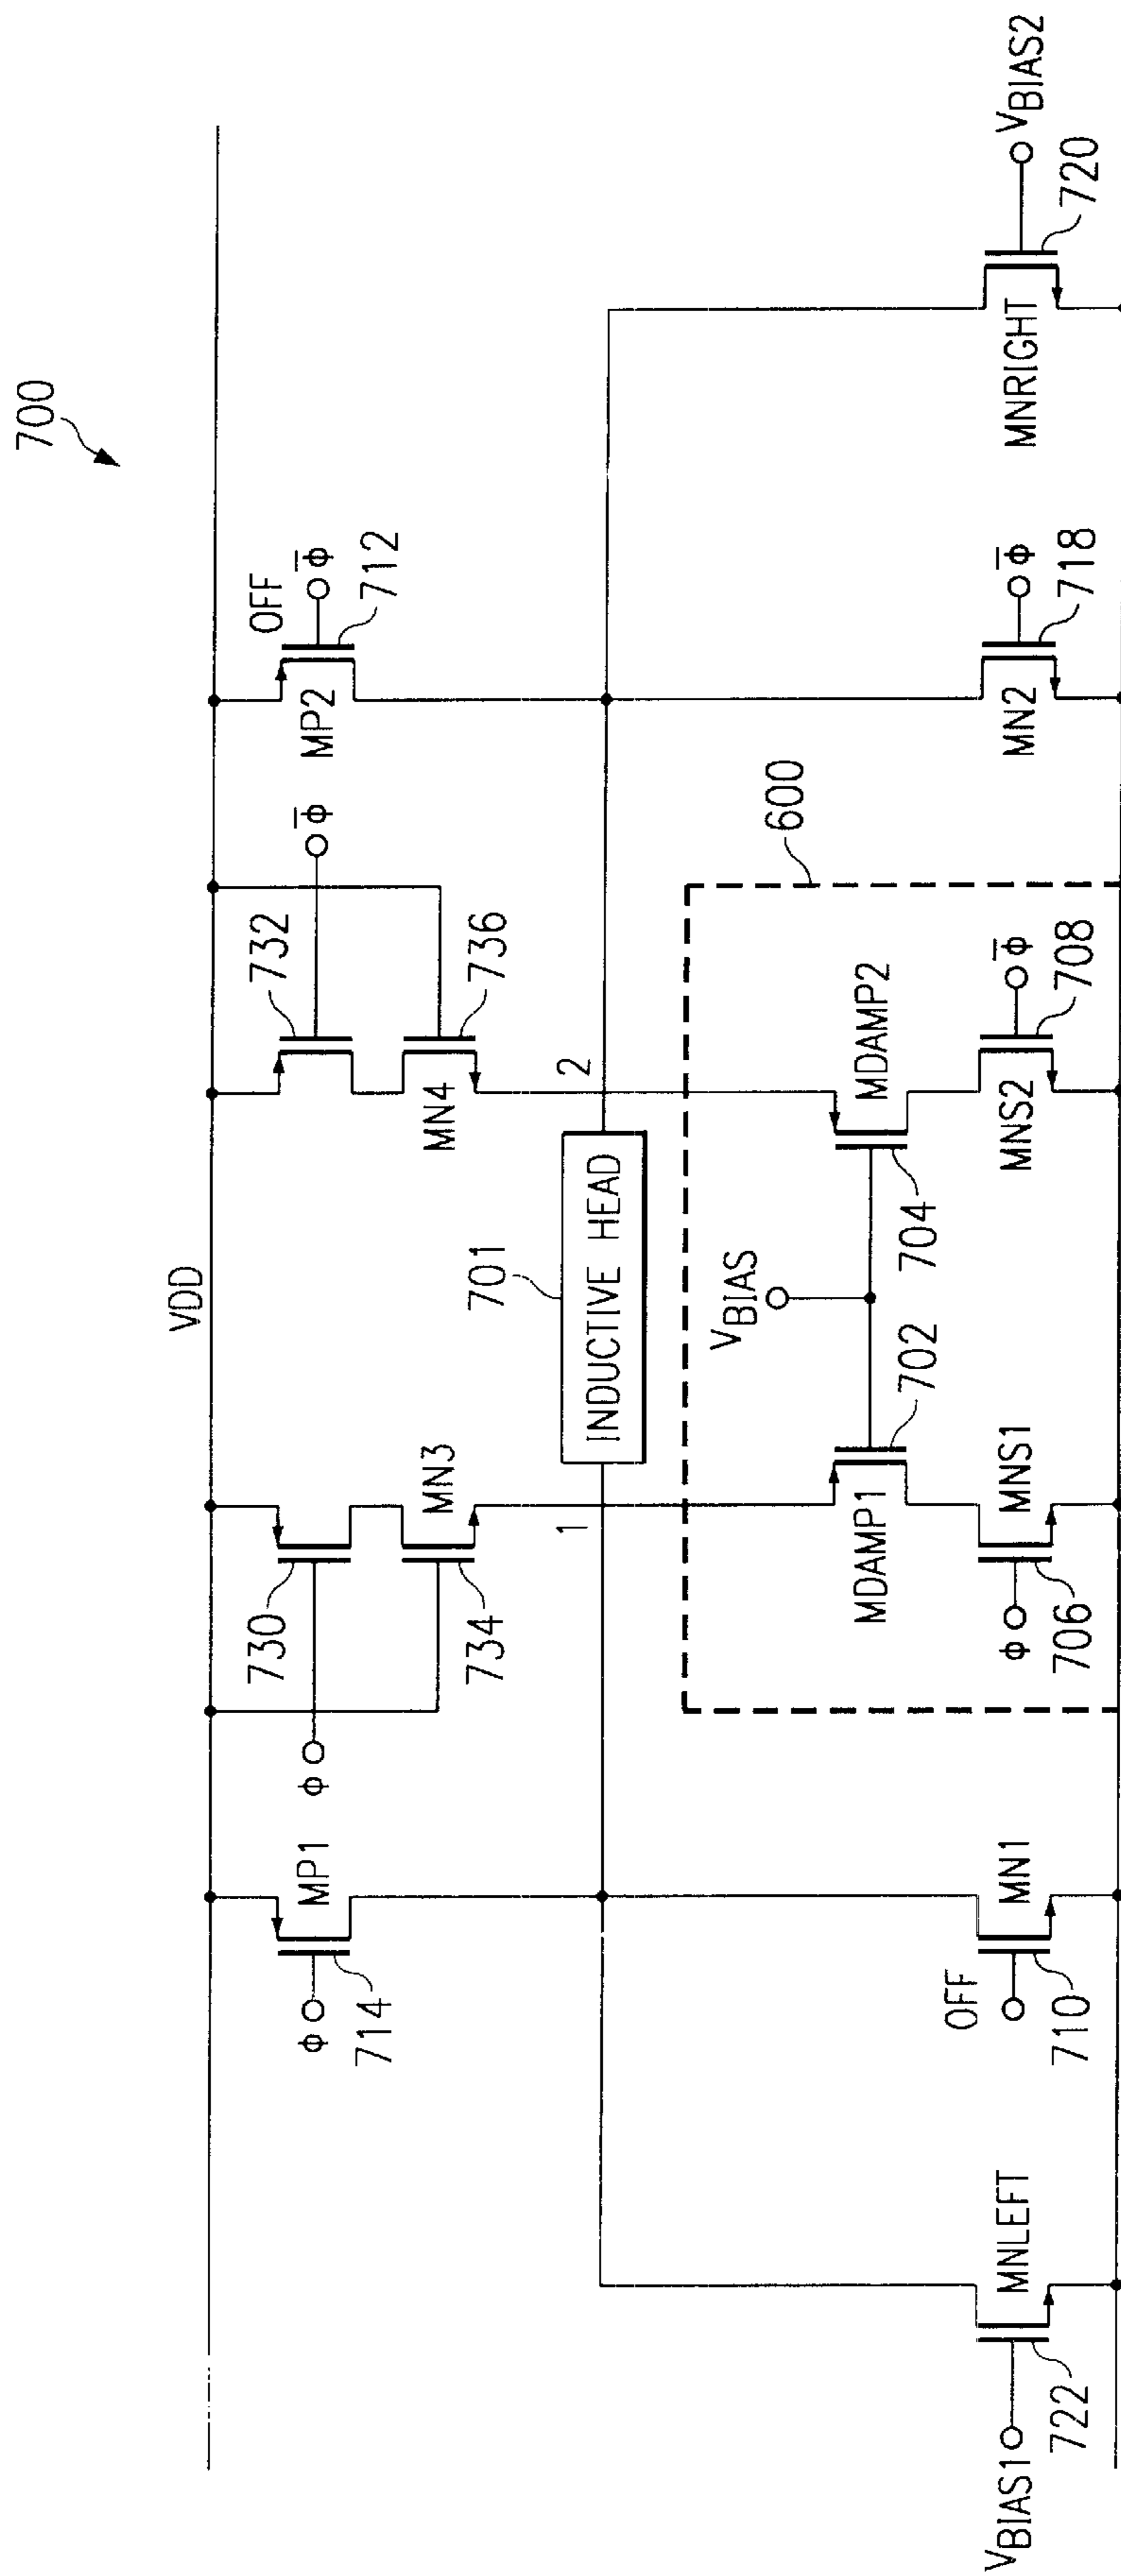 700
VDD
OFF
MP1
ϕ
714
ϕ
730
734
MN3
732
736
MN4
ϕ̅
MP2
ϕ̅
712
701
INDUCTIVE HEAD
1
2
600
VBIAS
702
704
MDAMP1
MDAMP2
VBIAS1
722
MNLEFT
OFF
710
MN1
ϕ
706
MNS1
MNS2
ϕ̅
708
MN2
ϕ̅
718
MNRIGHT
VBIAS2
720